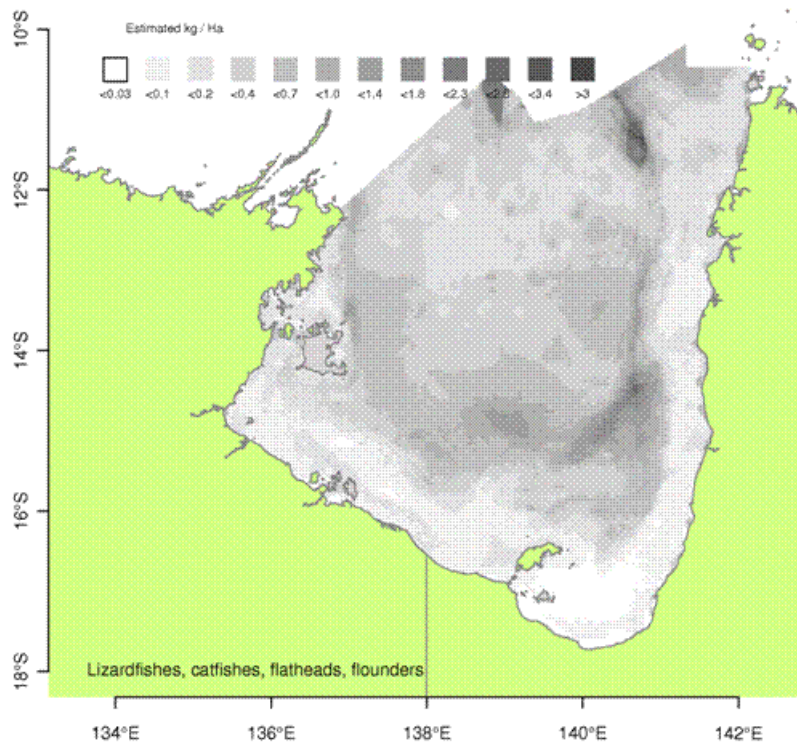 Estimated kg / Ha
<0.03 <0.1 <0.2 <0.4 <0.7 <1.0 <1.4 <1.8 <2.3 <2.8 <3.4 >3
10°S
12°S
14°S
16°S
18°S
Lizardfishes, catfishes, flatheads, flounders
134°E 136°E 138°E 140°E 142°E